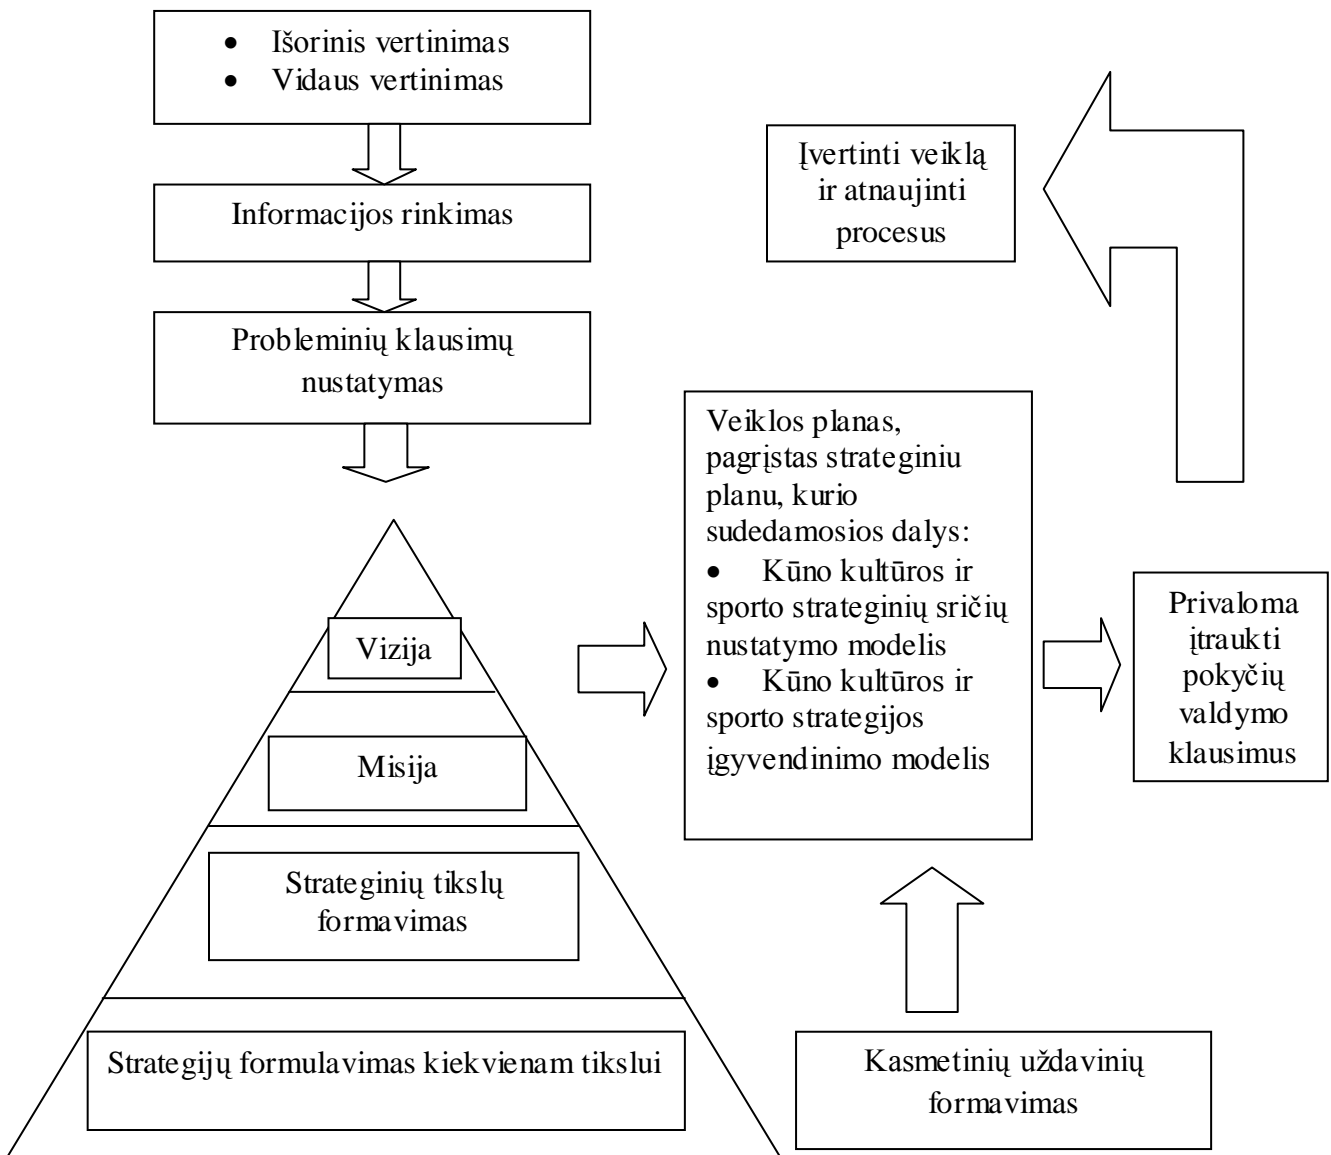 • Išorinis vertinimas
• Vidaus vertinimas
Informacijos rinkimas
Probleminių klausimų
nustatymas
Vizija
Misija
Strateginių tikslų
formavimas
Strategijų formulavimas kiekvienam tikslui
Įvertinti veiklą
ir atnaujinti
procesus
Veiklos planas,
pagrįstas strateginiu
planu, kurio
sudedamosios dalys:
• Kūno kultūros ir
sporto strateginių sričių
nustatymo modelis
• Kūno kultūros ir
sporto strategijos
įgyvendinimo modelis
Privaloma
įtraukti
pokyčių
valdymo
klausimus
Kasmetinių uždavinių
formavimas